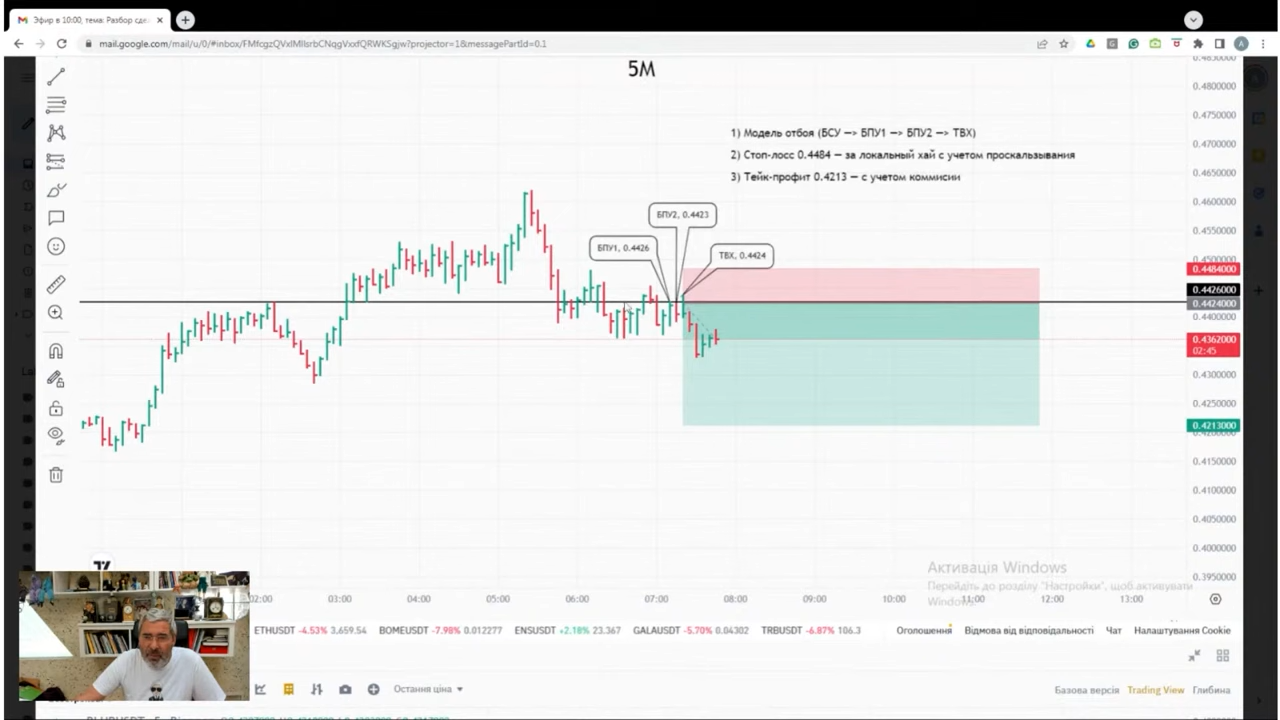 Эфир в 10:00, тема: Разбор сде
mail.google.com/mail/u/0/#inbox/FMfcgzQVxlMllsrbCNqgVxxfQRWKSgjw?projector=1&messagePartId=0.1
5M
0.4850000
0.4800000
0.4750000
0.4700000
0.4650000
0.4600000
0.4550000
0.4500000
0.4484000
0.4426000
0.4424000
0.4400000
0.4362000
02:45
0.4300000
0.4250000
0.4213000
0.4150000
0.4100000
0.4050000
0.4000000
0.3950000
1) Модель отбоя (БСУ —> БПУ1 —> БПУ2 —> ТВХ)
2) Стоп-лосс 0.4484 — за локальный хай с учетом проскальзывания
3) Тейк-профит 0.4213 — с учетом коммисии
БПУ2, 0.4423
БПУ1, 0.4426
ТВХ, 0.4424
Активація Windows
Перейдіть до розділу "Настройки", щоб активувати
Windows.
02:00 03:00 04:00 05:00 06:00 07:00 08:00 09:00 10:00 11:00 12:00 13:00
ETHUSDT -4.53% 3,659.54 BOMEUSDT -7.98% 0.012277 ENSUSDT +2.18% 23.367 GALAUSDT -5.70% 0.04302 TRBUSDT -6.87% 106.3 Оголошення Відмова від відповідальності Чат Налаштування Cookie
Остання ціна Базова версія Trading View Глибина